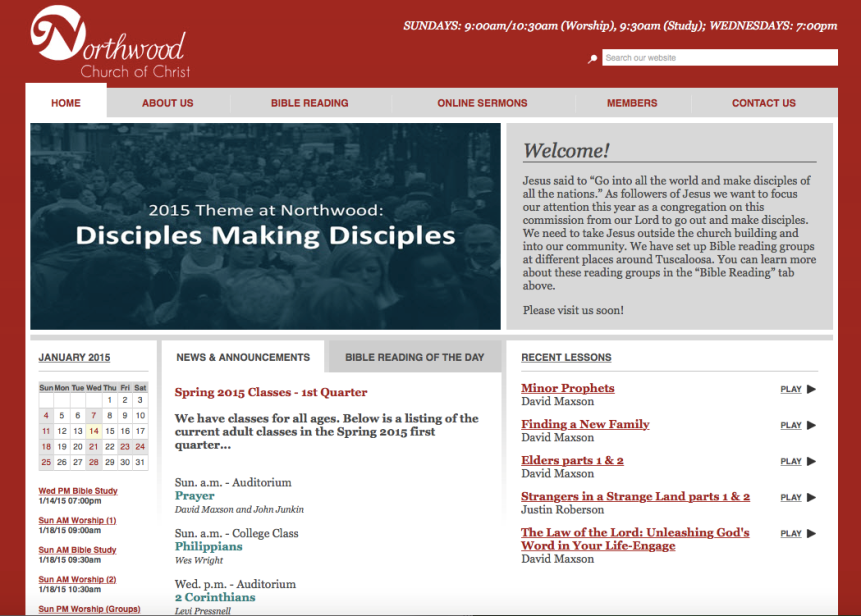 Northwood
Church of Christ
SUNDAYS: 9:00am/10:30am (Worship), 9:30am (Study); WEDNESDAYS: 7:00pm
Search our website
HOME
ABOUT US
BIBLE READING
ONLINE SERMONS
MEMBERS
CONTACT US
2015 Theme at Northwood:
Disciples Making Disciples
Welcome!
Jesus said to “Go into all the world and make disciples of
all the nations.” As followers of Jesus we want to focus
our attention this year as a congregation on this
commission from our Lord to go out and make disciples.
We need to take Jesus outside the church building and
into our community. We have set up Bible reading groups
at different places around Tuscaloosa. You can learn more
about these reading groups in the “Bible Reading” tab
above.
Please visit us soon!
JANUARY 2015
Sun Mon Tue Wed Thu Fri Sat
1 2 3
4 5 6 7 8 9 10
11 12 13 14 15 16 17
18 19 20 21 22 23 24
25 26 27 28 29 30 31
Wed PM Bible Study
1/14/15 07:00pm
Sun AM Worship (1)
1/18/15 09:00am
Sun AM Bible Study
1/18/15 09:30am
Sun AM Worship (2)
1/18/15 10:30am
Sun PM Worship (Groups)
NEWS & ANNOUNCEMENTS
BIBLE READING OF THE DAY
Spring 2015 Classes - 1st Quarter
We have classes for all ages. Below is a listing of the
current adult classes in the Spring 2015 first
quarter...
Sun. a.m. - Auditorium
Prayer
David Maxson and John Junkin
Sun. a.m. - College Class
Philippians
Wes Wright
Wed. p.m. - Auditorium
2 Corinthians
Levi Pressnell
RECENT LESSONS
Minor Prophets PLAY
David Maxson
Finding a New Family PLAY
David Maxson
Elders parts 1 & 2 PLAY
David Maxson
Strangers in a Strange Land parts 1 & 2 PLAY
Justin Roberson
The Law of the Lord: Unleashing God's PLAY
Word in Your Life-Engage
David Maxson